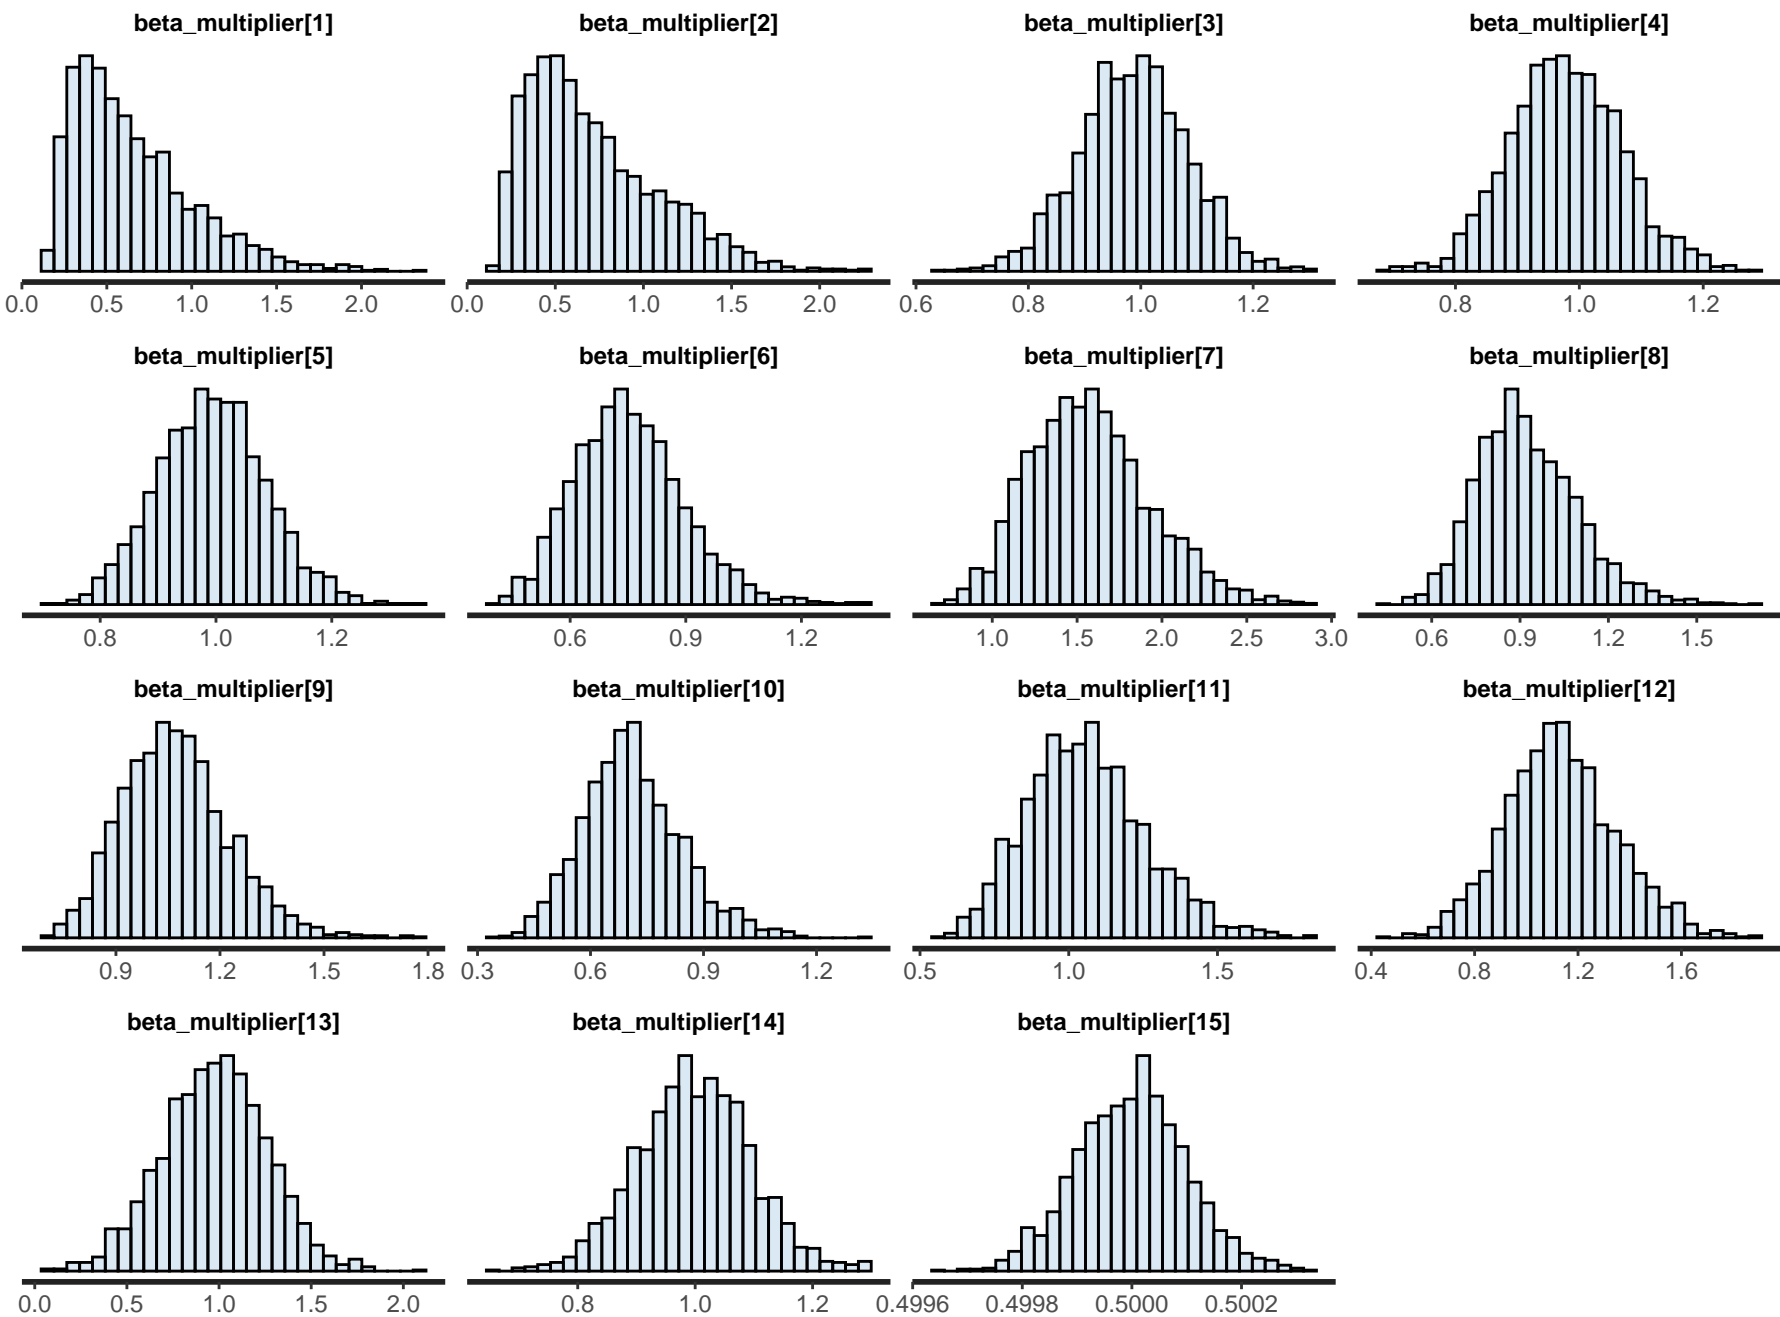 beta_multiplier[1] beta_multiplier[2] beta_multiplier[3] beta_multiplier[4]
0.0 0.5 1.0 1.5 2.0 0.0 0.5 1.0 1.5 2.0 0.6 0.8 1.0 1.2 0.8 1.0 1.2
beta_multiplier[5] beta_multiplier[6] beta_multiplier[7] beta_multiplier[8]
0.8 1.0 1.2 0.6 0.9 1.2 1.0 1.5 2.0 2.5 3.0 0.6 0.9 1.2 1.5
beta_multiplier[9] beta_multiplier[10] beta_multiplier[11] beta_multiplier[12]
0.9 1.2 1.5 1.8 0.3 0.6 0.9 1.2 0.5 1.0 1.5 0.4 0.8 1.2 1.6
beta_multiplier[13] beta_multiplier[14] beta_multiplier[15]
0.0 0.5 1.0 1.5 2.0 0.8 1.0 1.2 0.4996 0.4998 0.5000 0.5002